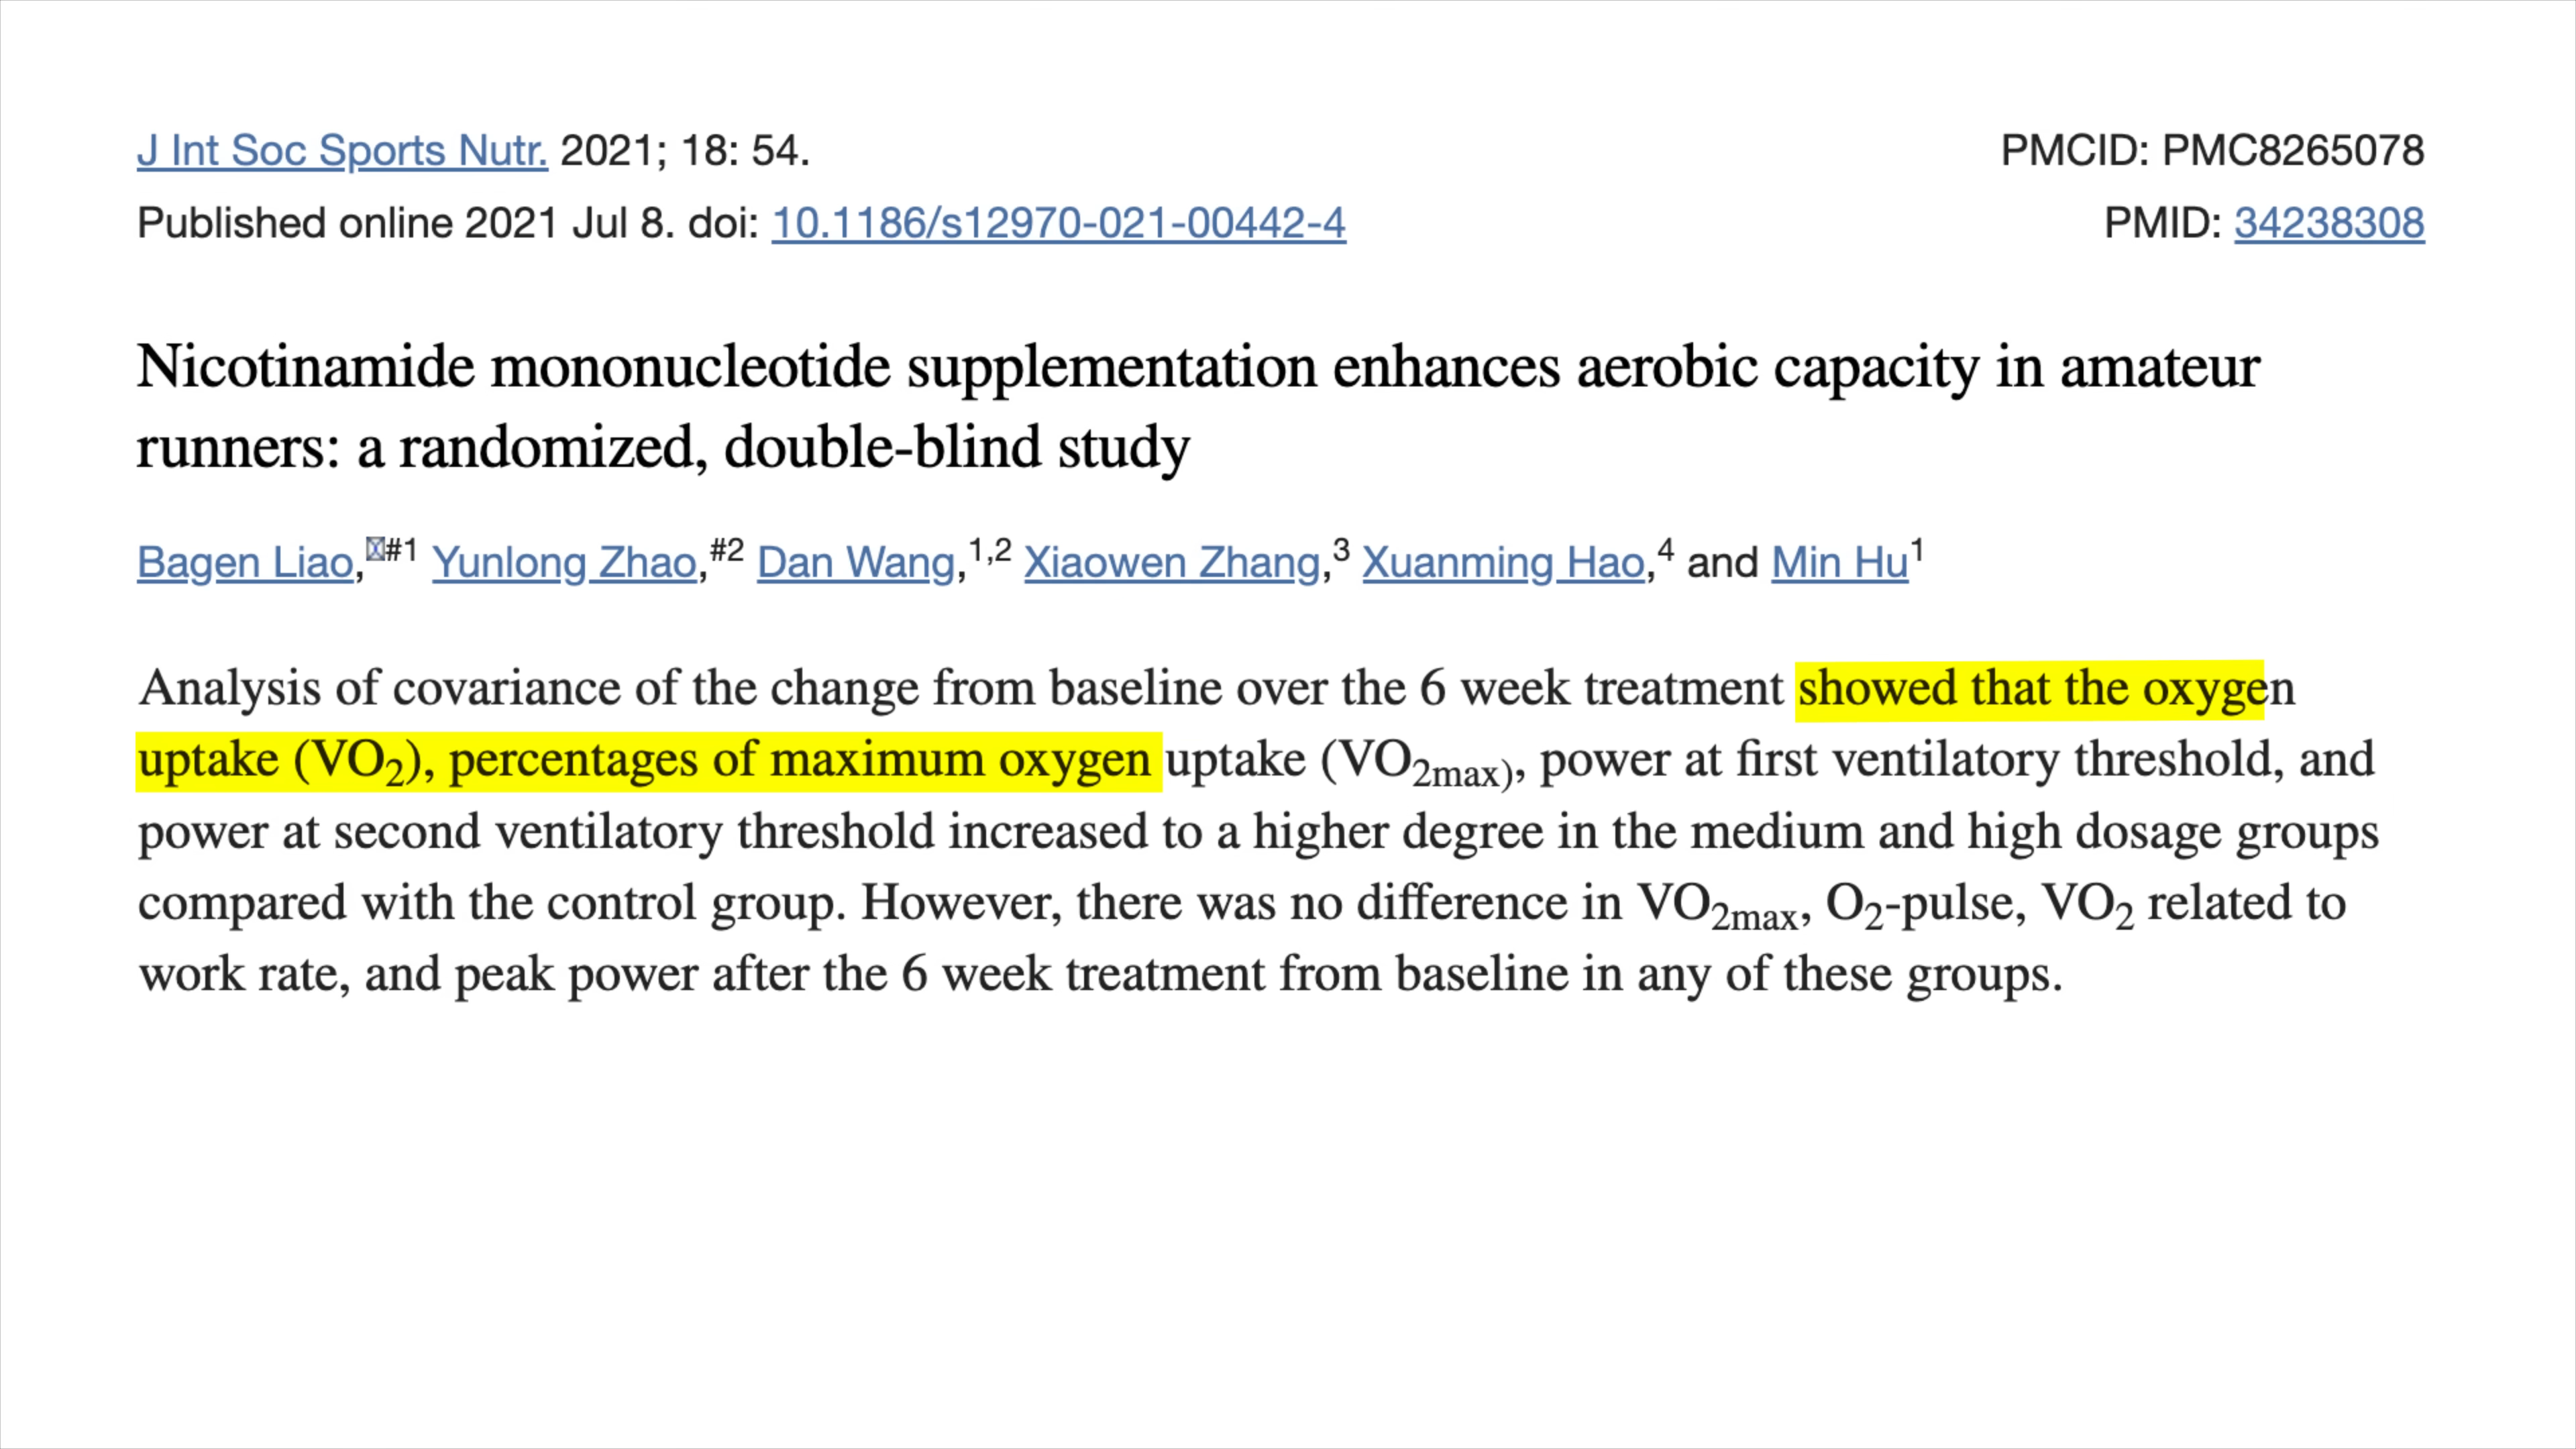 J Int Soc Sports Nutr. 2021; 18: 54.
PMCID: PMC8265078
Published online 2021 Jul 8. doi: 10.1186/s12970-021-00442-4
PMID: 34238308
Nicotinamide mononucleotide supplementation enhances aerobic capacity in amateur
runners: a randomized, double-blind study
Bagen Liao,#1 Yunlong Zhao,#2 Dan Wang,1,2 Xiaowen Zhang,3 Xuanming Hao,4 and Min Hu1
Analysis of covariance of the change from baseline over the 6 week treatment showed that the oxygen
uptake (VO2), percentages of maximum oxygen uptake (VO2max), power at first ventilatory threshold, and
power at second ventilatory threshold increased to a higher degree in the medium and high dosage groups
compared with the control group. However, there was no difference in VO2max, O2-pulse, VO2 related to
work rate, and peak power after the 6 week treatment from baseline in any of these groups.